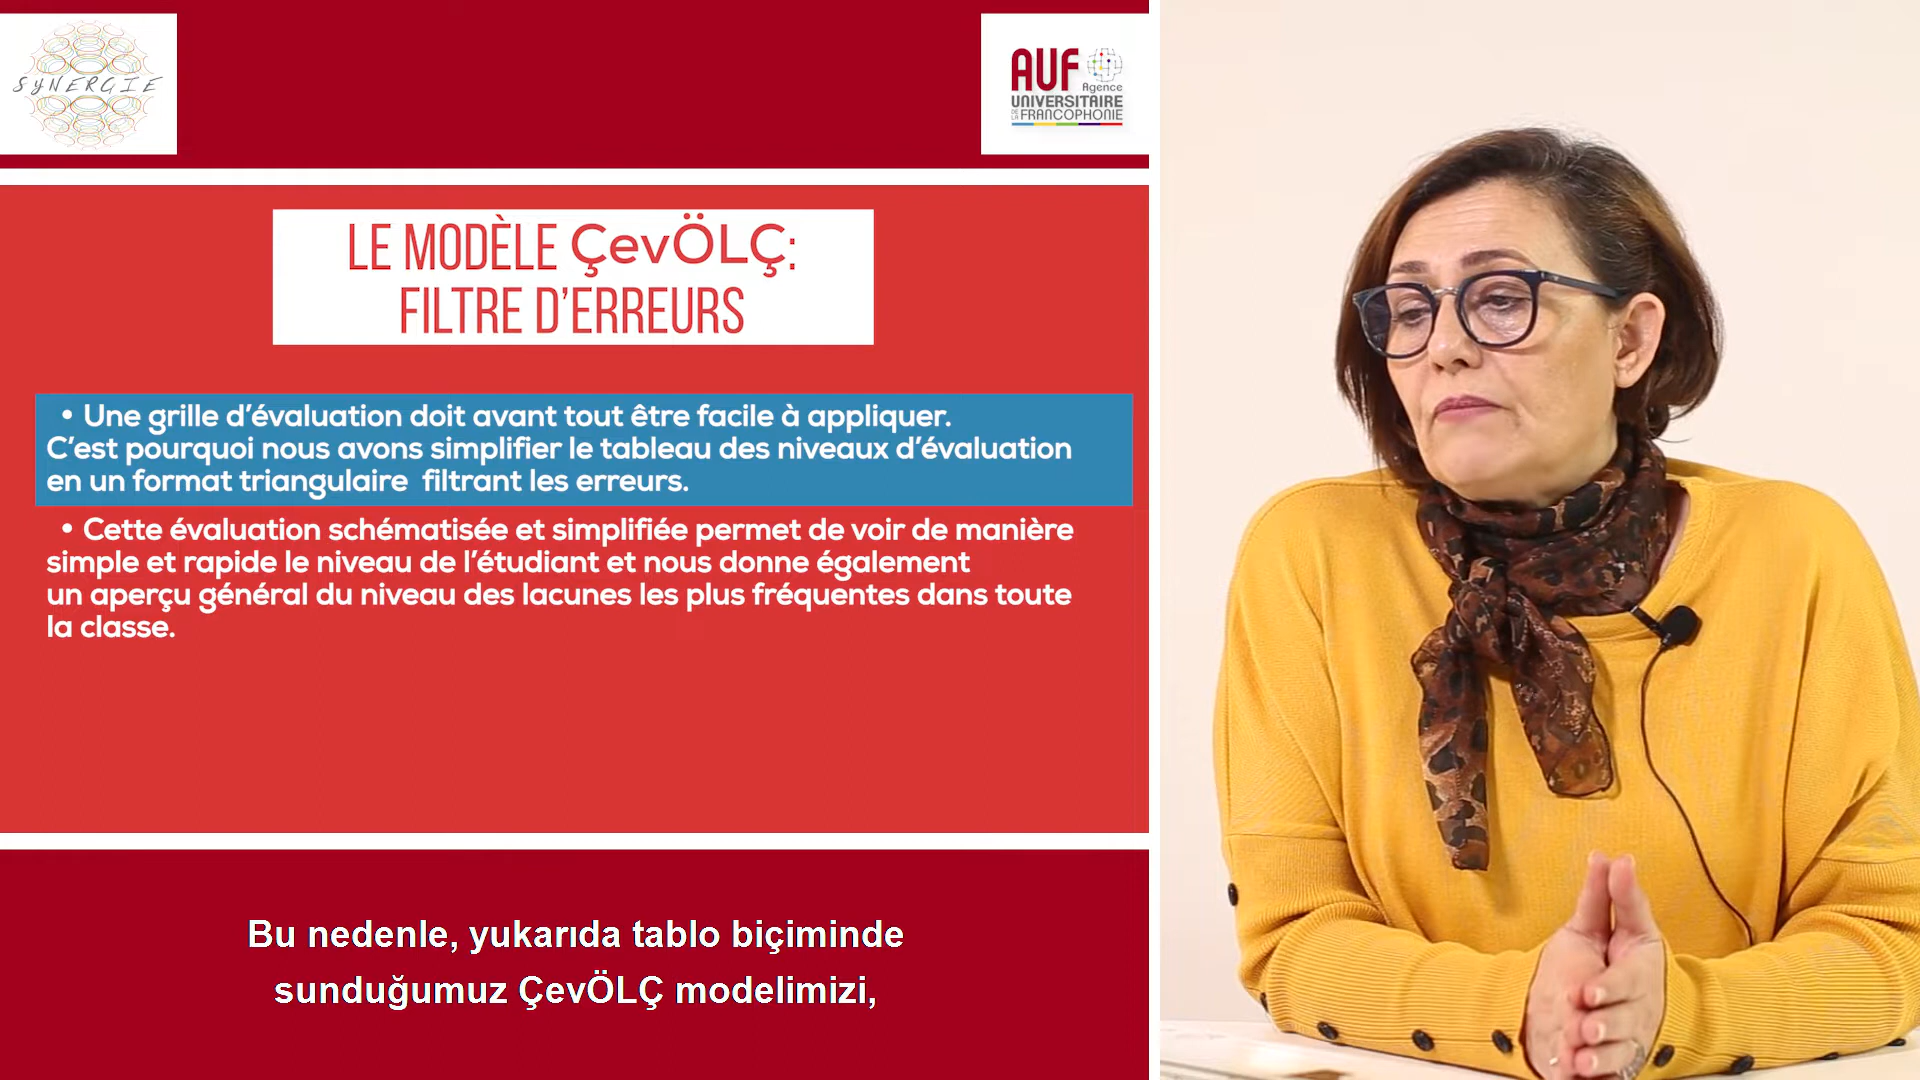 SYNERGIE
AUF
Agence
UNIVERSITAIRE
DE LA FRANCOPHONIE
LE MODÈLE ÇevÖLÇ:
FILTRE D'ERREURS
• Une grille d'évaluation doit avant tout être facile à appliquer.
C'est pourquoi nous avons simplifier le tableau des niveaux d'évaluation
en un format triangulaire filtrant les erreurs.
• Cette évaluation schématisée et simplifiée permet de voir de manière
simple et rapide le niveau de l'étudiant et nous donne également
un aperçu général du niveau des lacunes les plus fréquentes dans toute
la classe.
Bu nedenle, yukarıda tablo biçiminde
sunduğumuz ÇevÖLÇ modelimizi,